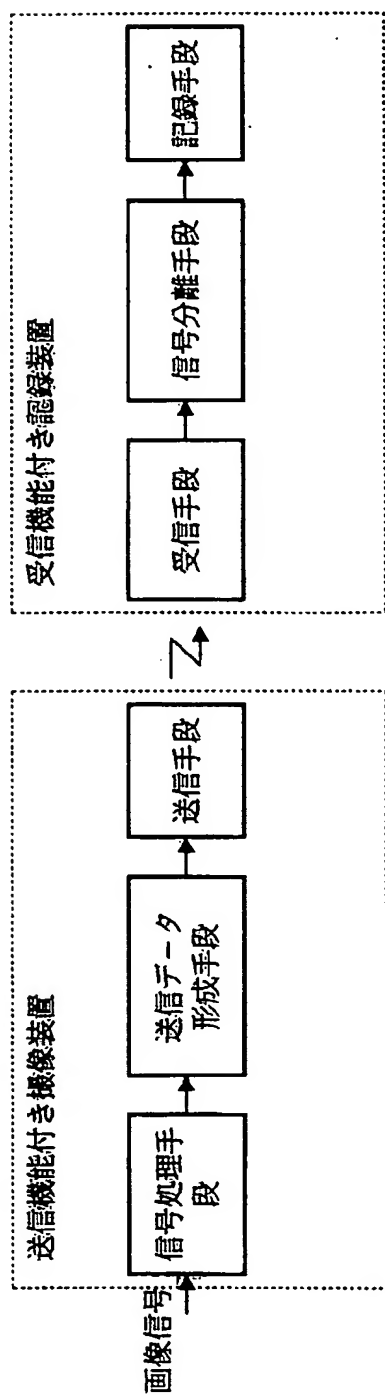 送信機能付き撮像装置
画像信号
信号処理手
段
送信データ
形成手段
送信手段
受信機能付き記録装置
受信手段
信号分離手段
記録手段